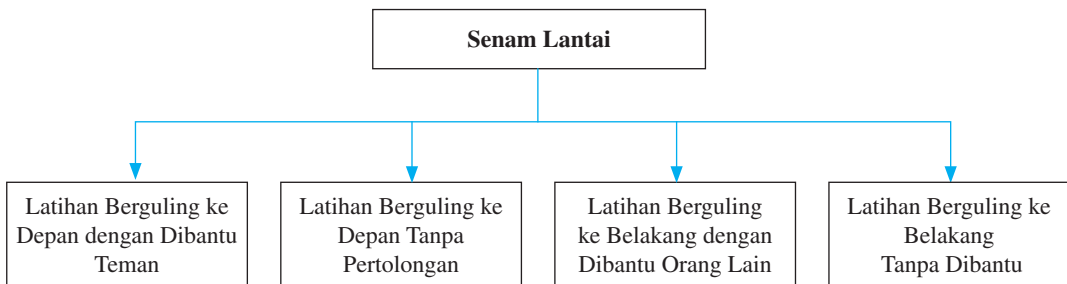 Senam Lantai
Latihan Berguling ke
Depan dengan Dibantu
Teman
Latihan Berguling ke
Depan Tanpa
Pertolongan
Latihan Berguling
ke Belakang dengan
Dibantu Orang Lain
Latihan Berguling ke
Belakang
Tanpa Dibantu